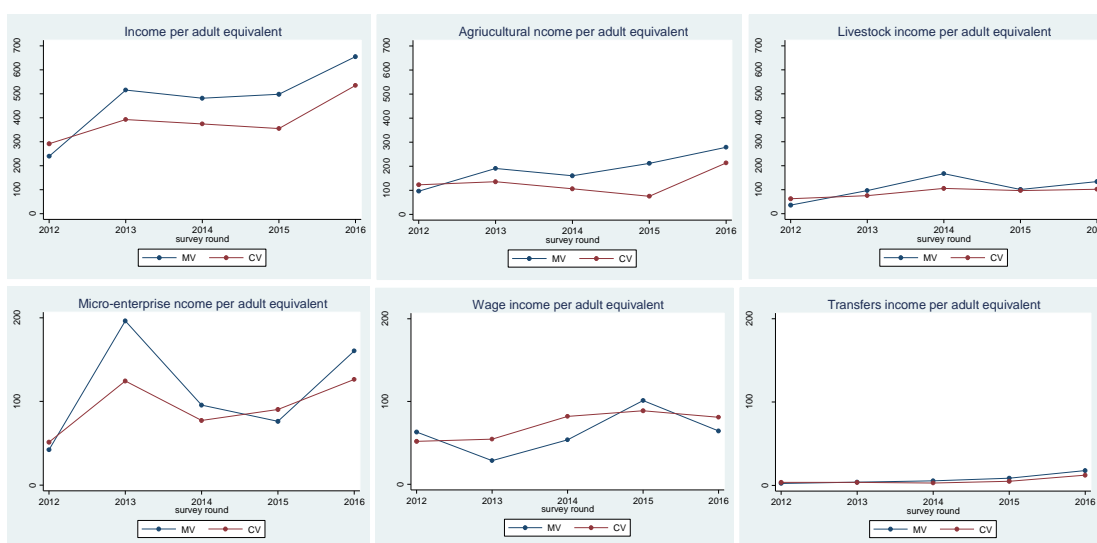 Income per adult equivalent
0 100 200 300 400 500 600 700
2012 2013 2014 2015 2016
survey round
MV CV
Agriucultural ncome per adult equivalent
0 100 200 300 400 500 600 700
2012 2013 2014 2015 2016
survey round
MV CV
Livestock income per adult equivalent
0 100 200 300 400 500 600 700
2012 2013 2014 2015 20
survey round
MV CV
Micro-enterprise ncome per adult equivalent
0 100 200
2012 2013 2014 2015 2016
survey round
MV CV
Wage income per adult equivalent
0 100 200
2012 2013 2014 2015 2016
survey round
MV CV
Transfers income per adult equivalent
0 100 200
2012 2013 2014 2015 2016
survey round
MV CV